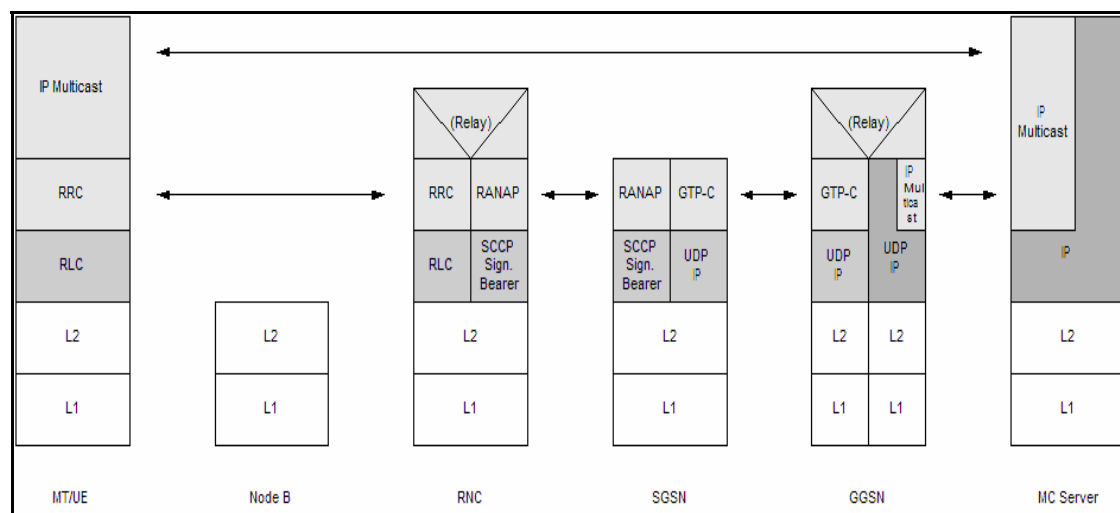 IP Multicast
RRC
RLC
L2
L1
MT/UE
L2
L1
Node B
(Relay)
RRC
RANAP
RLC
SCCP
Sign.
Bearer
L2
L1
RNC
RANAP
GTP-C
SCCP
Sign.
Bearer
UDP
IP
L2
L1
SGSN
(Relay)
GTP-C
IP
Mul
tica
st
UDP
IP
UDP
IP
L2
L2
L1
L1
GGSN
IP
Multicast
IP
L2
L1
MC Server